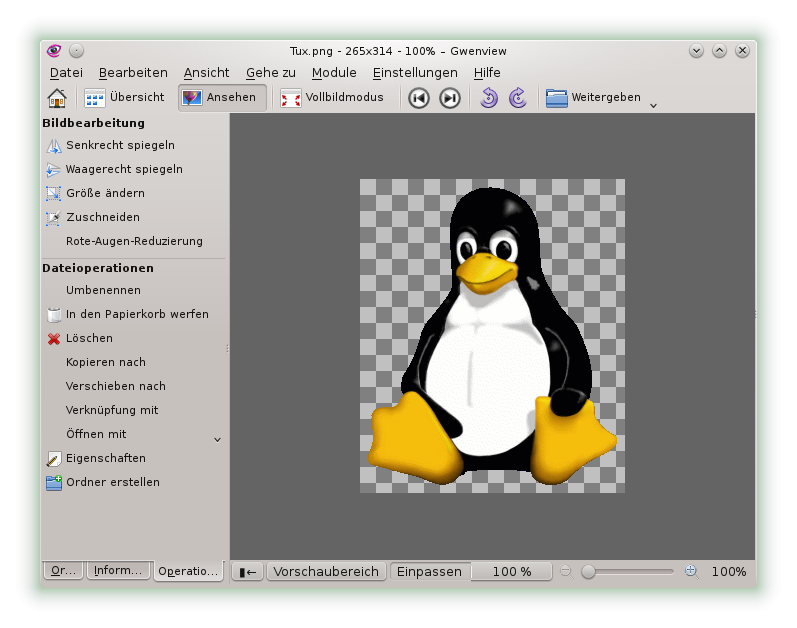 Tux.png - 265x314 - 100% – Gwenview
Datei Bearbeiten Ansicht Gehe zu Module Einstellungen Hilfe
Übersicht Ansehen Vollbildmodus Weitergeben
Bildbearbeitung
Senkrecht spiegeln
Waagerecht spiegeln
Größe ändern
Zuschneiden
Rote-Augen-Reduzierung
Dateioperationen
Umbenennen
In den Papierkorb werfen
Löschen
Kopieren nach
Verschieben nach
Verknüpfung mit
Öffnen mit
Eigenschaften
Ordner erstellen
Or... Inform... Operatio... Vorschaubereich Einpassen 100 % 100%